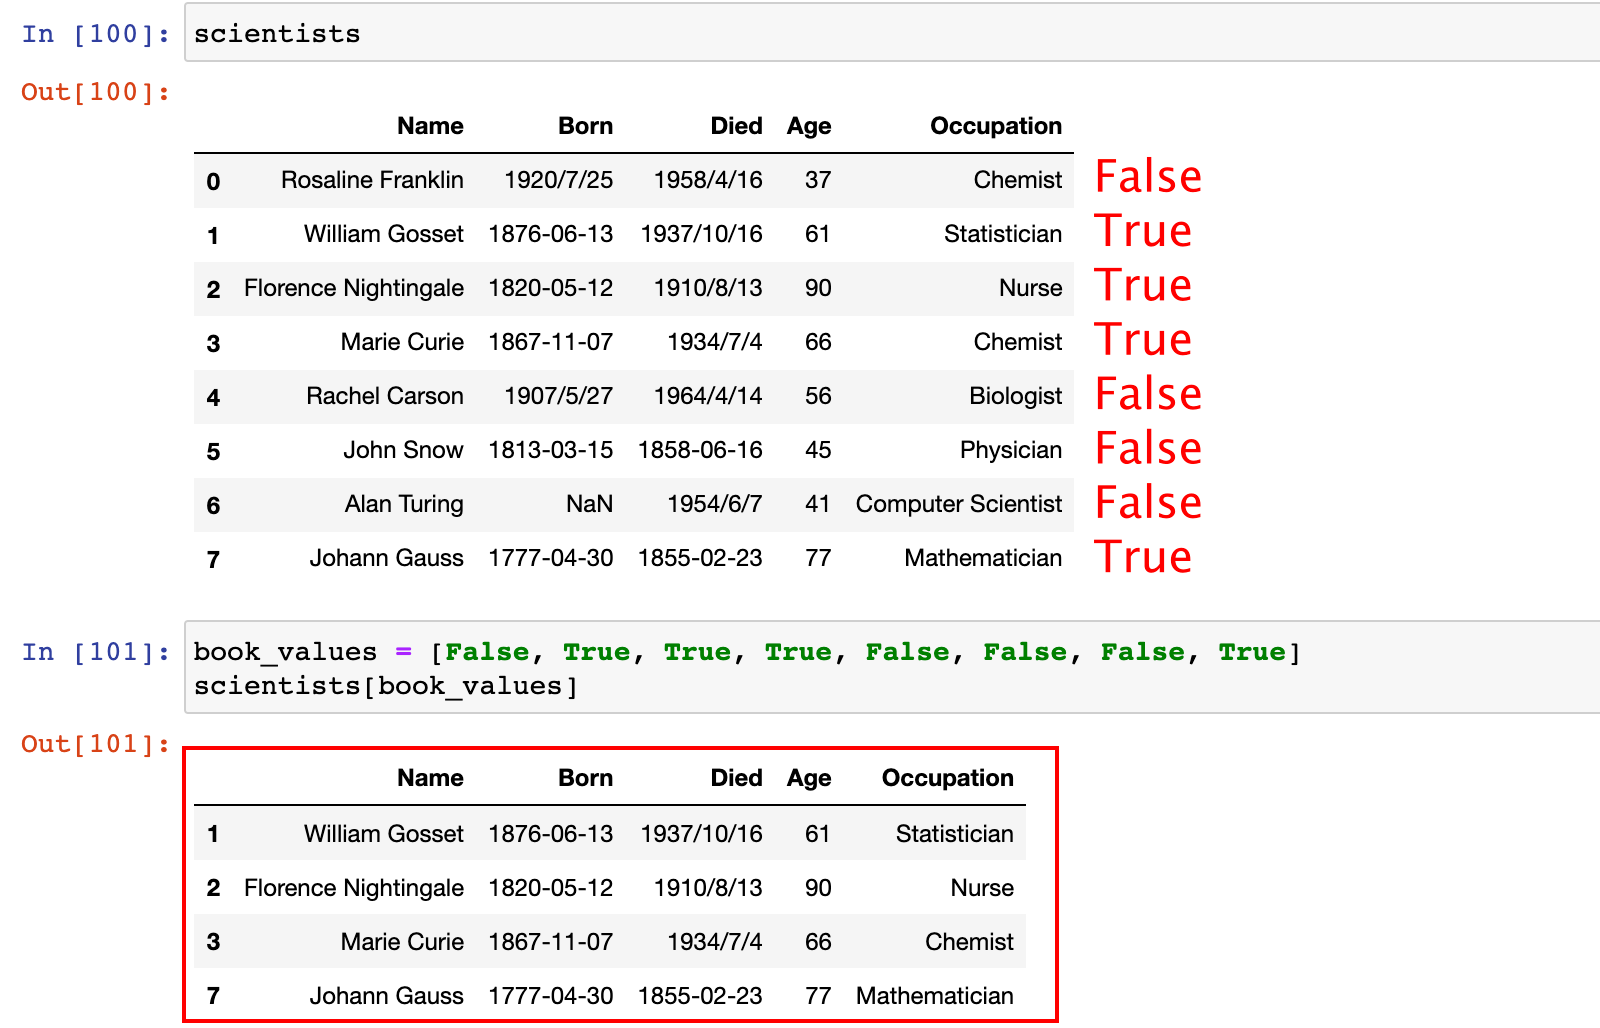 In [100]: scientists
Out[100]:
Name Born Died Age Occupation
0 Rosaline Franklin 1920/7/25 1958/4/16 37 Chemist False
1 William Gosset 1876-06-13 1937/10/16 61 Statistician True
2 Florence Nightingale 1820-05-12 1910/8/13 90 Nurse True
3 Marie Curie 1867-11-07 1934/7/4 66 Chemist True
4 Rachel Carson 1907/5/27 1964/4/14 56 Biologist False
5 John Snow 1813-03-15 1858-06-16 45 Physician False
6 Alan Turing NaN 1954/6/7 41 Computer Scientist False
7 Johann Gauss 1777-04-30 1855-02-23 77 Mathematician True
In [101]: book_values = [False, True, True, True, False, False, False, True]
scientists[book_values]
Out[101]:
Name Born Died Age Occupation
1 William Gosset 1876-06-13 1937/10/16 61 Statistician
2 Florence Nightingale 1820-05-12 1910/8/13 90 Nurse
3 Marie Curie 1867-11-07 1934/7/4 66 Chemist
7 Johann Gauss 1777-04-30 1855-02-23 77 Mathematician